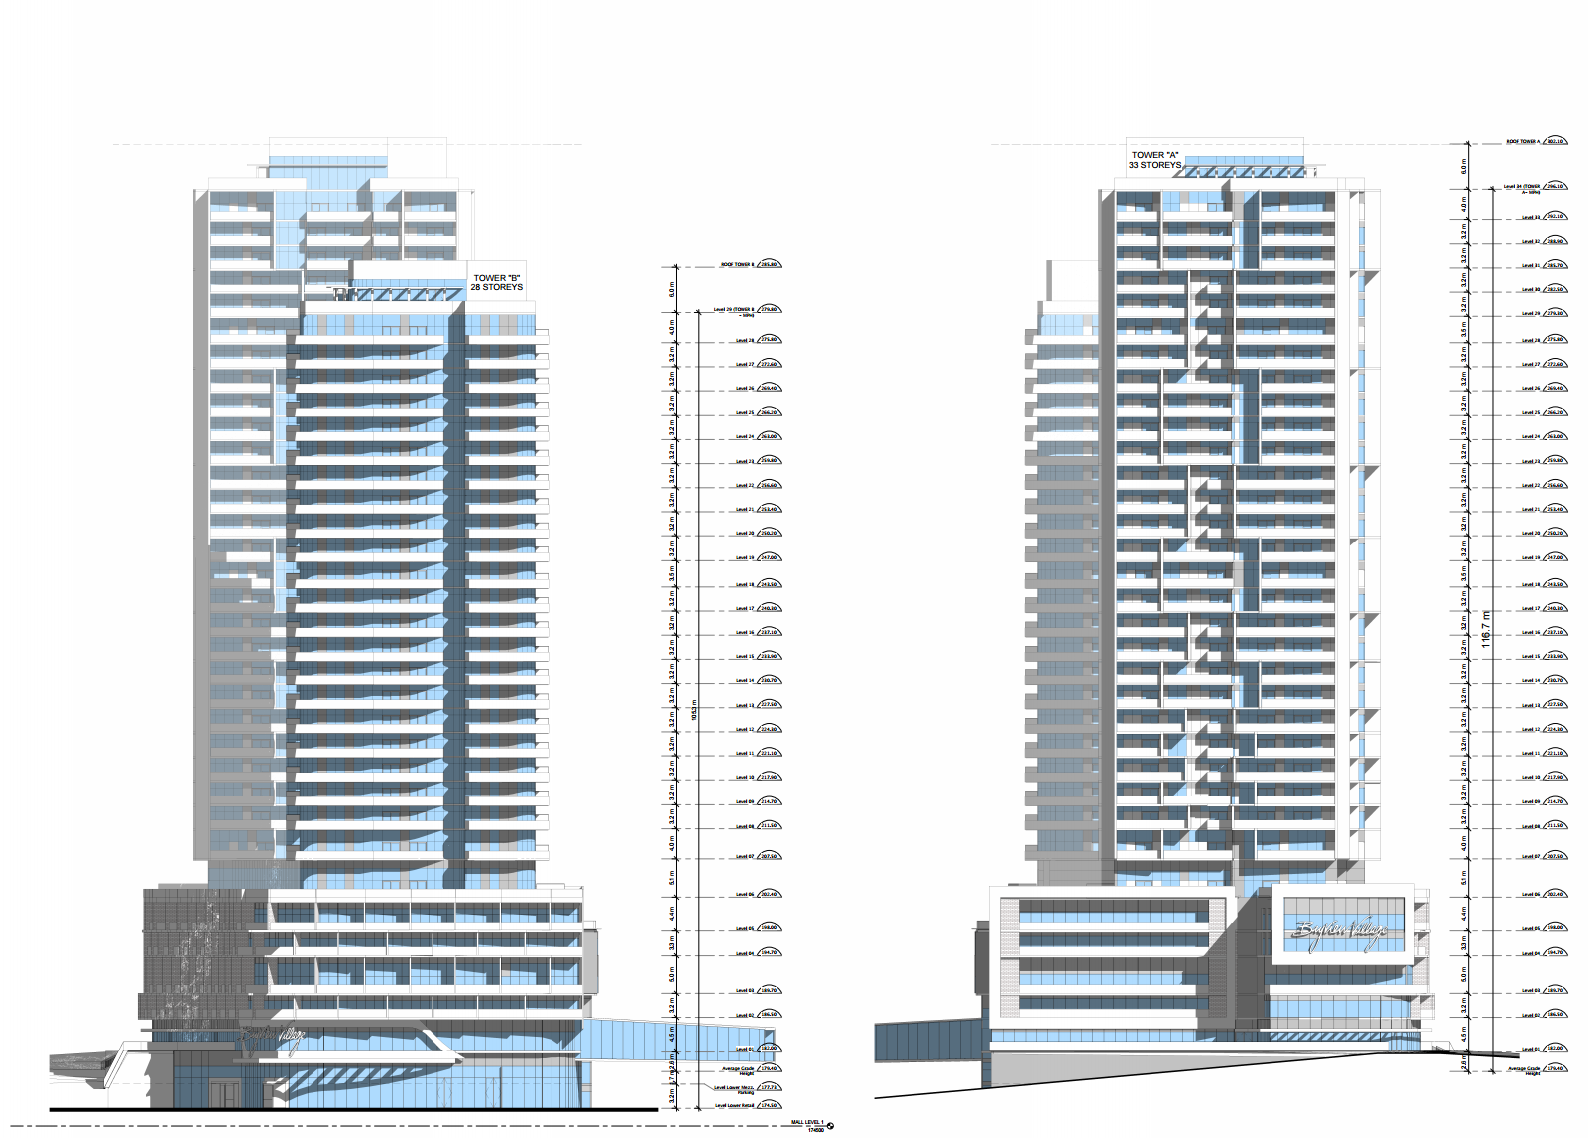 TOWER "B"
28 STOREYS
ROOF TOWER B 285.80
6.0 m
Level 29 (TOWER B
- MPH) 279.80
4.0 m
Level 28 275.80
3.2 m
Level 27 272.60
3.2m
Level 26 269.40
3.2 m
Level 25 266.20
3.2 m
Level 24 263.00
3.2 m
Level 23 259.80
3.2 m
Level 22 256.60
3.2 m
Level 21 253.40
3.2 m
Level 20 250.20
3.2 m
Level 19 247.00
3.5 m
Level 18 243.50
3.2 m
Level 17 240.30
3.2 m
Level 16 237.10
3.2 m
Level 15 233.90
3.2 m
Level 14 230.70
3.2 m
Level 13 227.50
3.2 m
Level 12 224.30
3.2m
Level 11 221.10
3.2 m
Level 10 217.90
3.2 m
Level 09 214.70
3.2 m
Level 08 211.50
4.0 m
Level 07 207.50
5.1 m
Level 06 202.40
4.4 m
Level 05 198.00
3.3 m
Level 04 194.70
5.0 m
Level 03 189.70
3.2 m
Level 02 186.50
4.5 m
Level 01 182.00
2.6 m
Average Grade
Height 179.40
1.7 m
Level Lower Mezz.
Parking 177.73
3.2m
Level Lower Retail 174.50
MALL LEVEL 1
174500
Bayview Village
TOWER "A"
33 STOREYS
ROOF TOWER A 302.10
6.0 m
Level 34 (TOWER
A- MPH) 296.10
4.0 m
Level 33 292.10
3.2 m
Level 32 288.90
3.2 m
Level 31 285.70
3.2 m
Level 30 282.50
3.2 m
Level 29 279.30
3.5 m
Level 28 275.80
3.2 m
Level 27 272.60
3.2 m
Level 26 269.40
3.2 m
Level 25 266.20
3.2 m
Level 24 263.00
3.2 m
Level 23 259.80
3.2 m
Level 22 256.60
3.2 m
Level 21 253.40
3.2 m
Level 20 250.20
3.2 m
Level 19 247.00
3.5 m
Level 18 243.50
3.2 m
Level 17 240.30
3.2 m
116.7 m
Level 16 237.10
3.2 m
Level 15 233.90
3.2 m
Level 14 230.70
3.2 m
Level 13 227.50
3.2 m
Level 12 224.30
3.2 m
Level 11 221.10
3.2 m
Level 10 217.90
3.2 m
Level 09 214.70
3.2 m
Level 08 211.50
4.0 m
Level 07 207.50
5.1 m
Level 06 202.40
4.4 m
Level 05 198.00
3.3 m
Level 04 194.70
5.0 m
Level 03 189.70
3.2 m
Level 02 186.50
4.5 m
Level 01 182.00
2.6 m
Average Grade
Height 179.40
Bayview Village